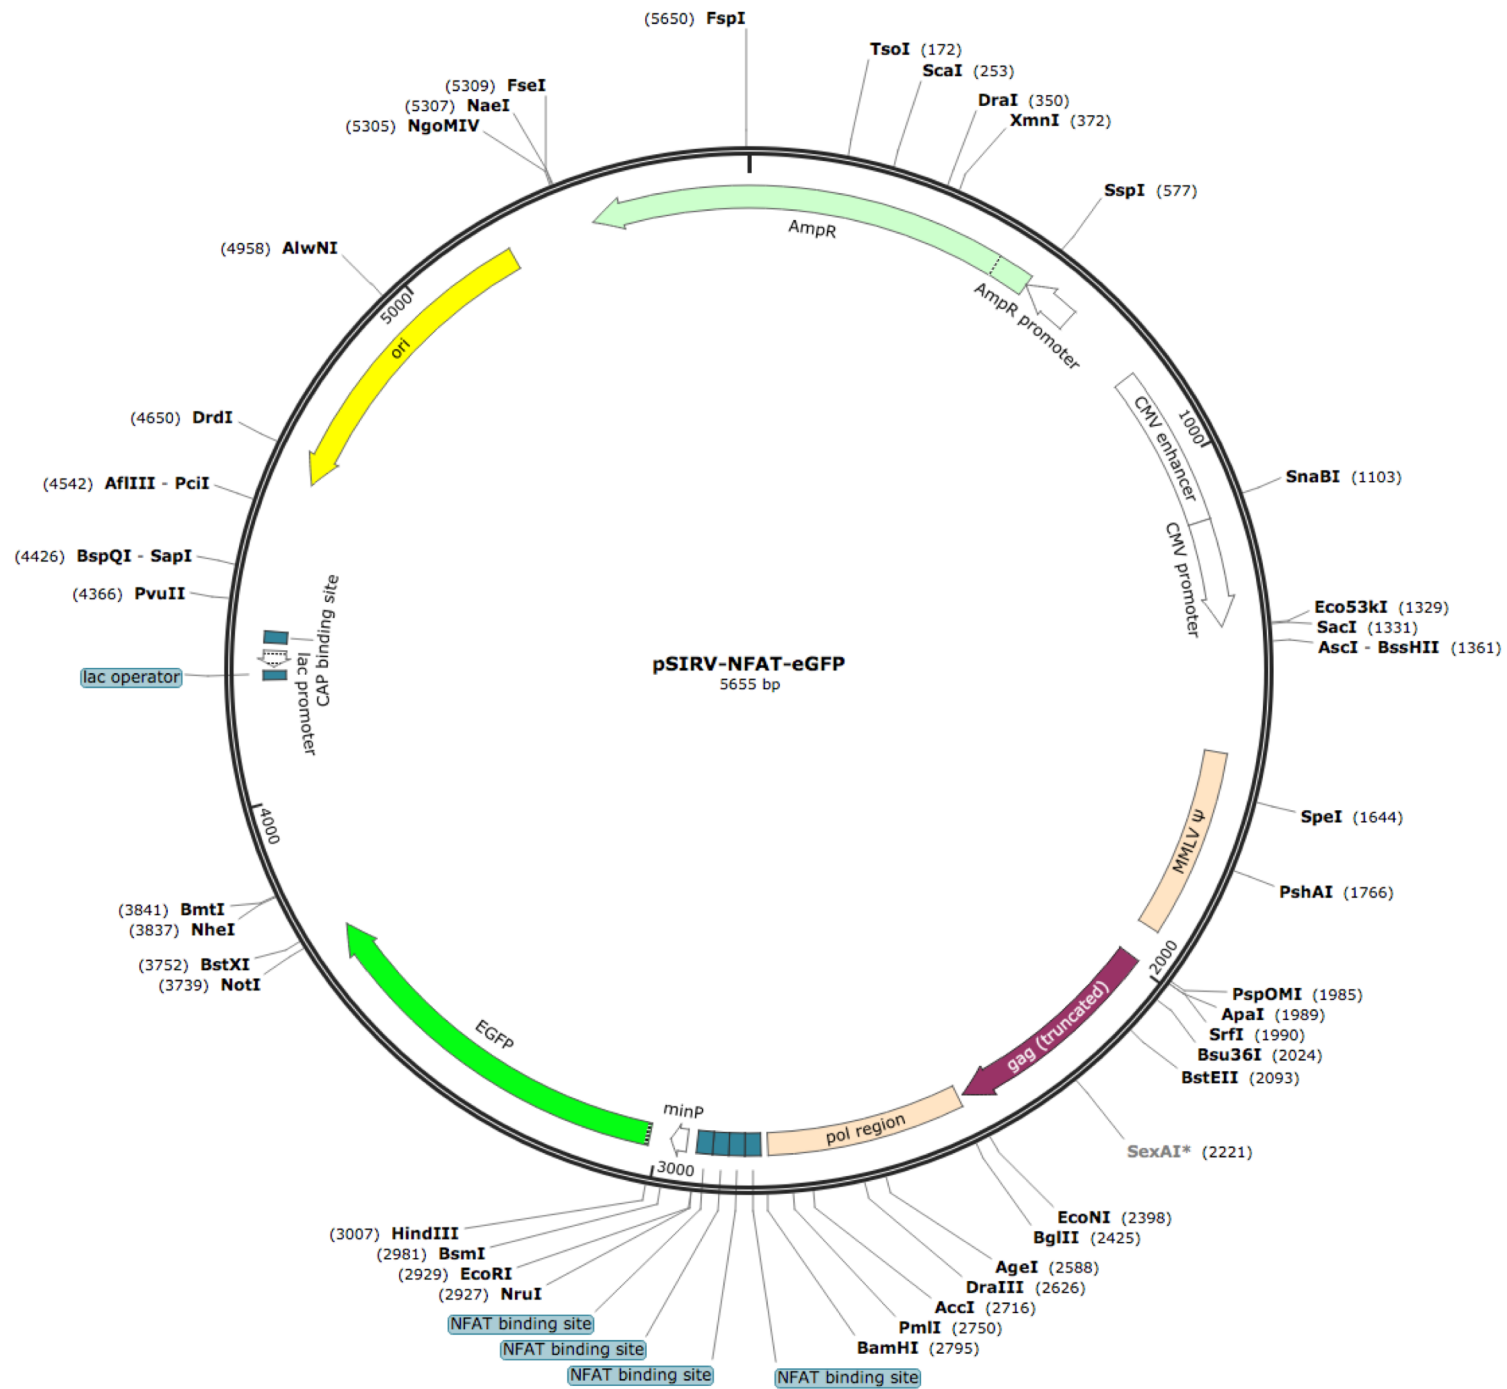 (5650) FspI
TsoI (172)
ScaI (253)
DraI (350)
XmnI (372)
SspI (577)
(5309) FseI
(5307) NaeI
(5305) NgoMIV
(4958) AlwNI
5000
ori
AmpR
AmpR promoter
CMV enhancer
CMV promoter
1000
SnaBI (1103)
(4650) DrdI
(4542) AflIII - PciI
(4426) BspQI - SapI
(4366) PvuII
CAP binding site
lac promoter
lac operator
Eco53kI (1329)
SacI (1331)
AscI - BssHII (1361)
pSIRV-NFAT-eGFP
5655 bp
SpeI (1644)
MMLV Ψ
PshAI (1766)
4000
(3841) BmtI
(3837) NheI
(3752) BstXI
(3739) NotI
2000
PspOMI (1985)
ApaI (1989)
SrfI (1990)
Bsu36I (2024)
BstEII (2093)
gag (truncated)
SexAI* (2221)
EGFP
minP
pol region
3000
EcoNI (2398)
BglII (2425)
AgeI (2588)
DraIII (2626)
AccI (2716)
PmlI (2750)
BamHI (2795)
(3007) HindIII
(2981) BsmI
(2929) EcoRI
(2927) NruI
NFAT binding site
NFAT binding site
NFAT binding site
NFAT binding site